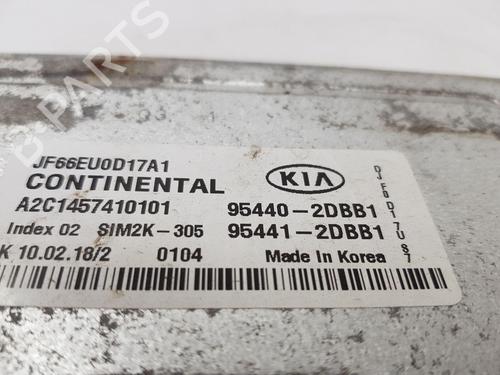 JF66EU0D17A1
CONTINENTAL
KIA
A2C1457410101 95440-2DBB1
Index 02 SIM2K-305 95441-2DBB1
K 10.02.18/2 0104 Made in Korea
B-PARTS